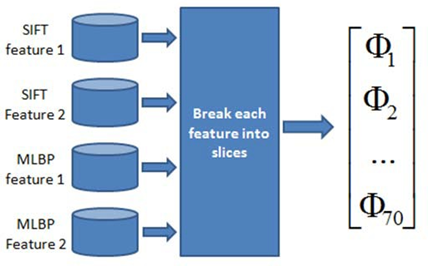 SIFT
feature 1
SIFT
Feature 2
MLBP
feature 1
MLBP
Feature 2
Break each
feature into
slices
Φ1
Φ2
...
Φ70